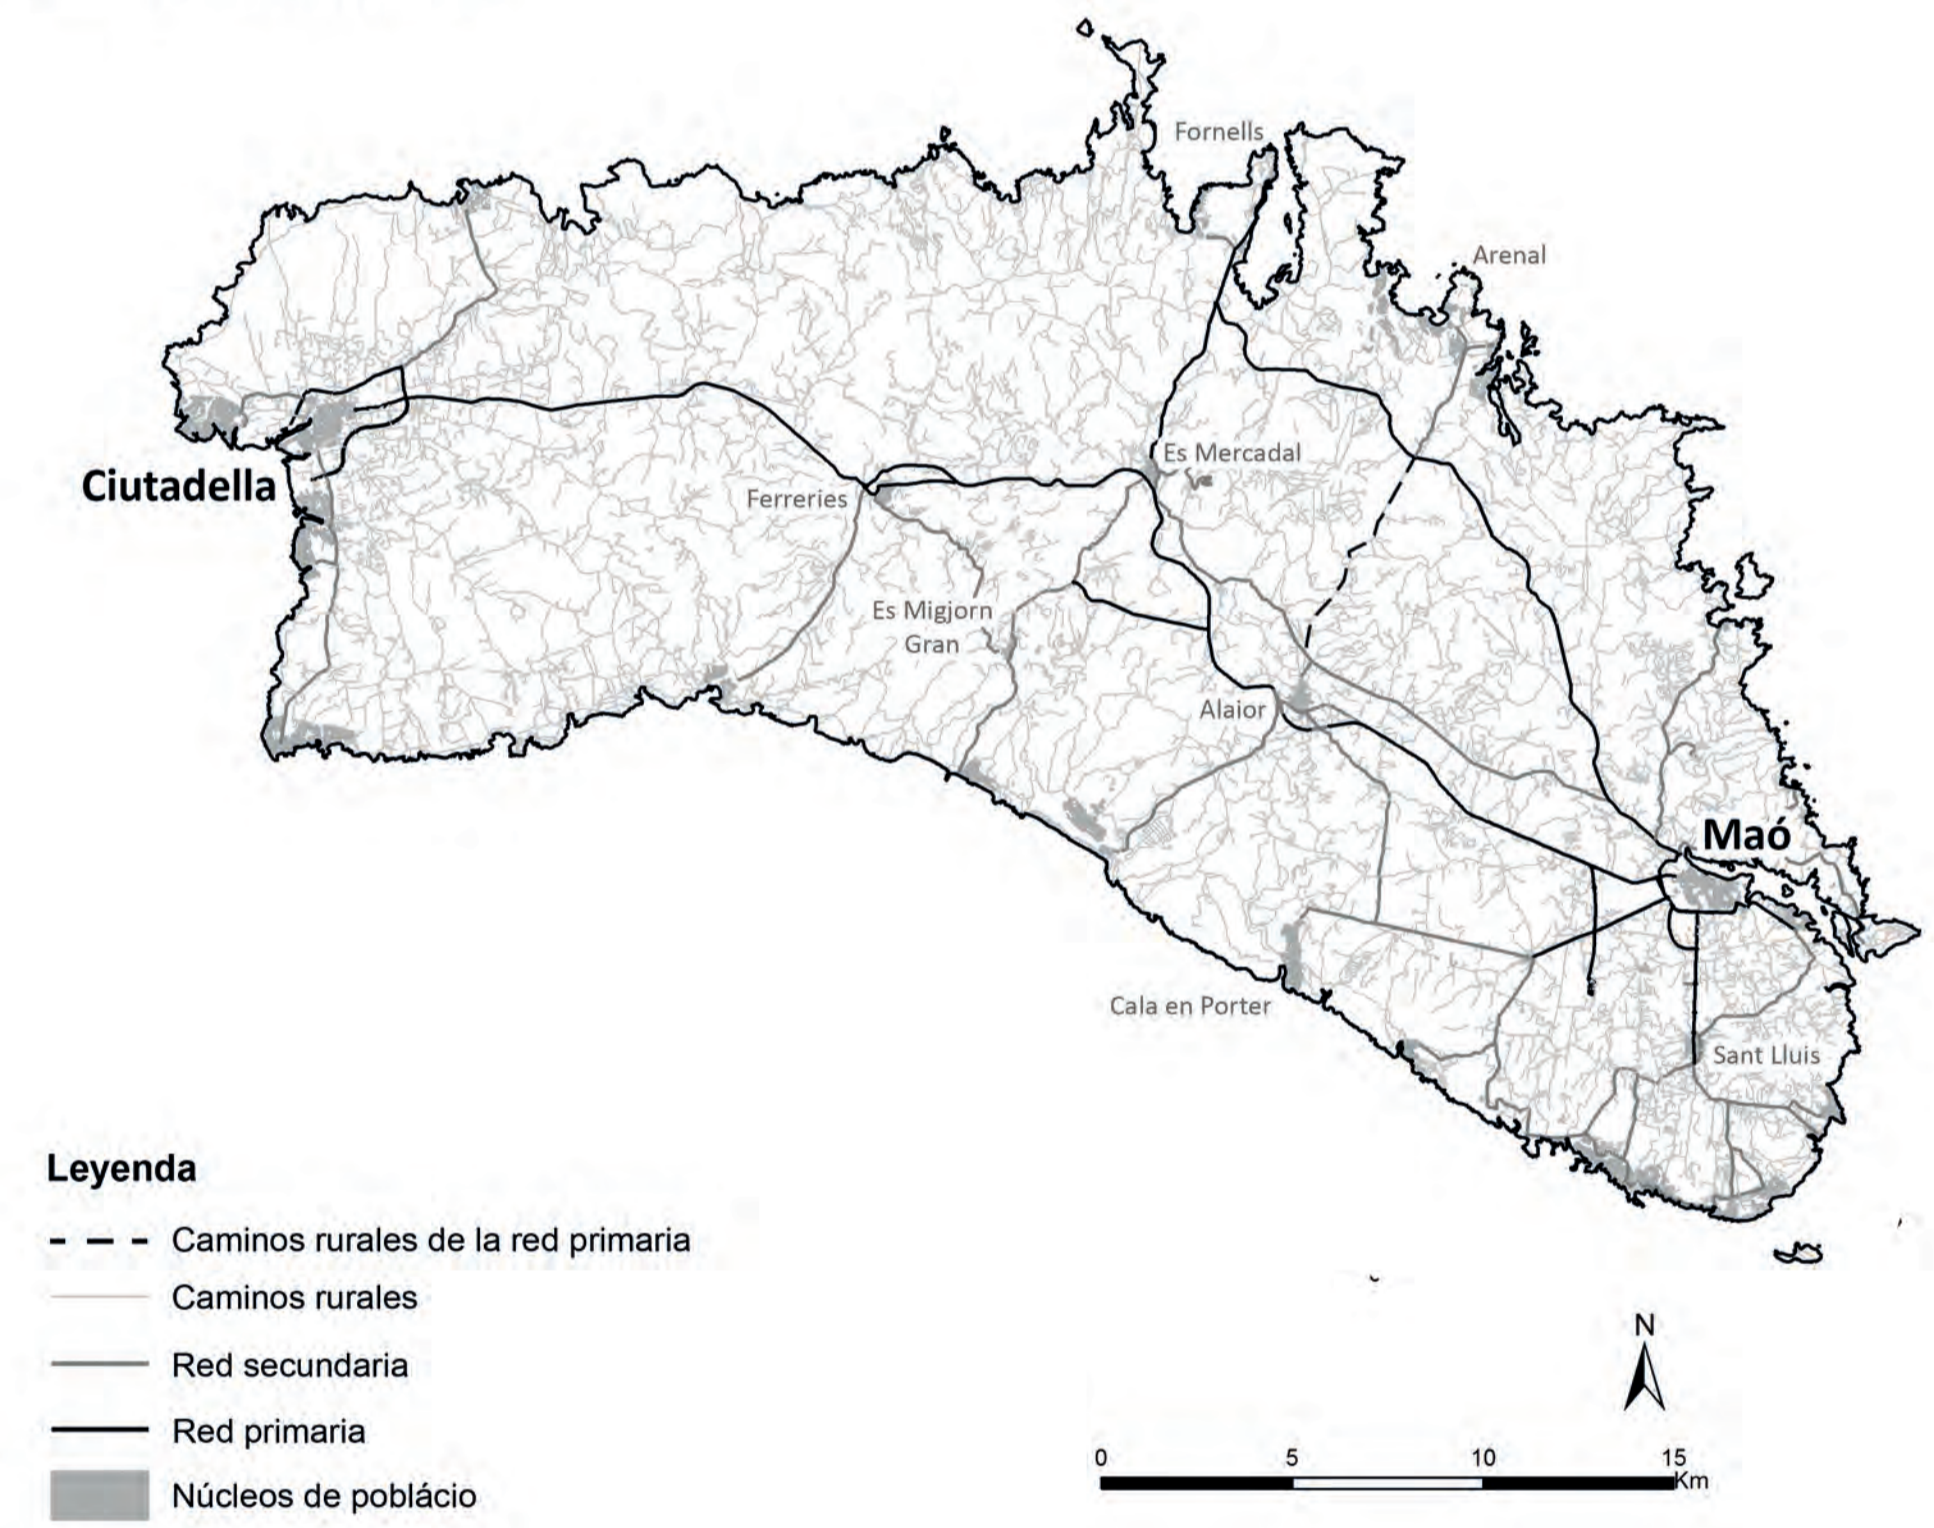 Fornells
Arenal
Es Mercadal
Ciutadella
Ferreries
Es Migjorn
Gran
Alaior
Maó
Cala en Porter
Sant Lluis
Leyenda
Caminos rurales de la red primaria
Caminos rurales
Red secundaria
Red primaria
Núcleos de poblácio
N
0 5 10 15
Km